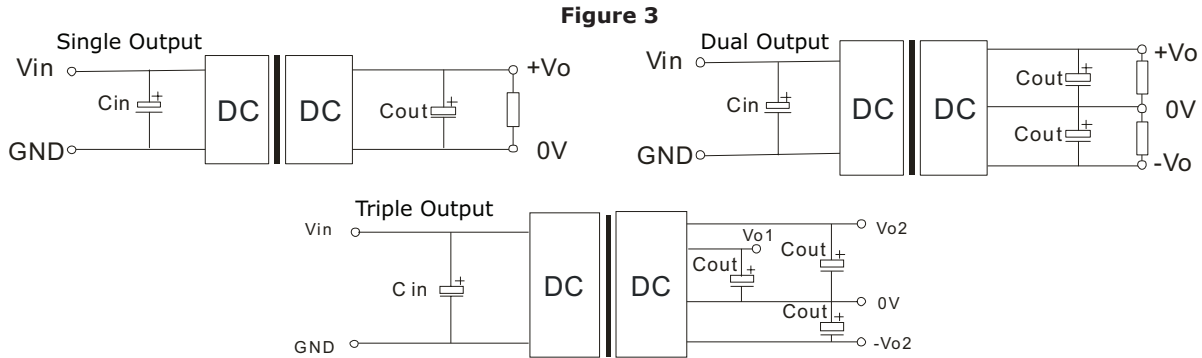 Figure 3
Single Output
Vin
Cin
GND
DC
DC
Cout
+
+
+Vo
0V
Dual Output
Vin
Cin
+
GND
DC
DC
Cout
+
Cout
+
+Vo
0V
-Vo
Triple Output
Vin
C in
+
GND
DC
DC
Vo1
Cout
+
Cout
+
Cout
+
Vo2
0V
-Vo2